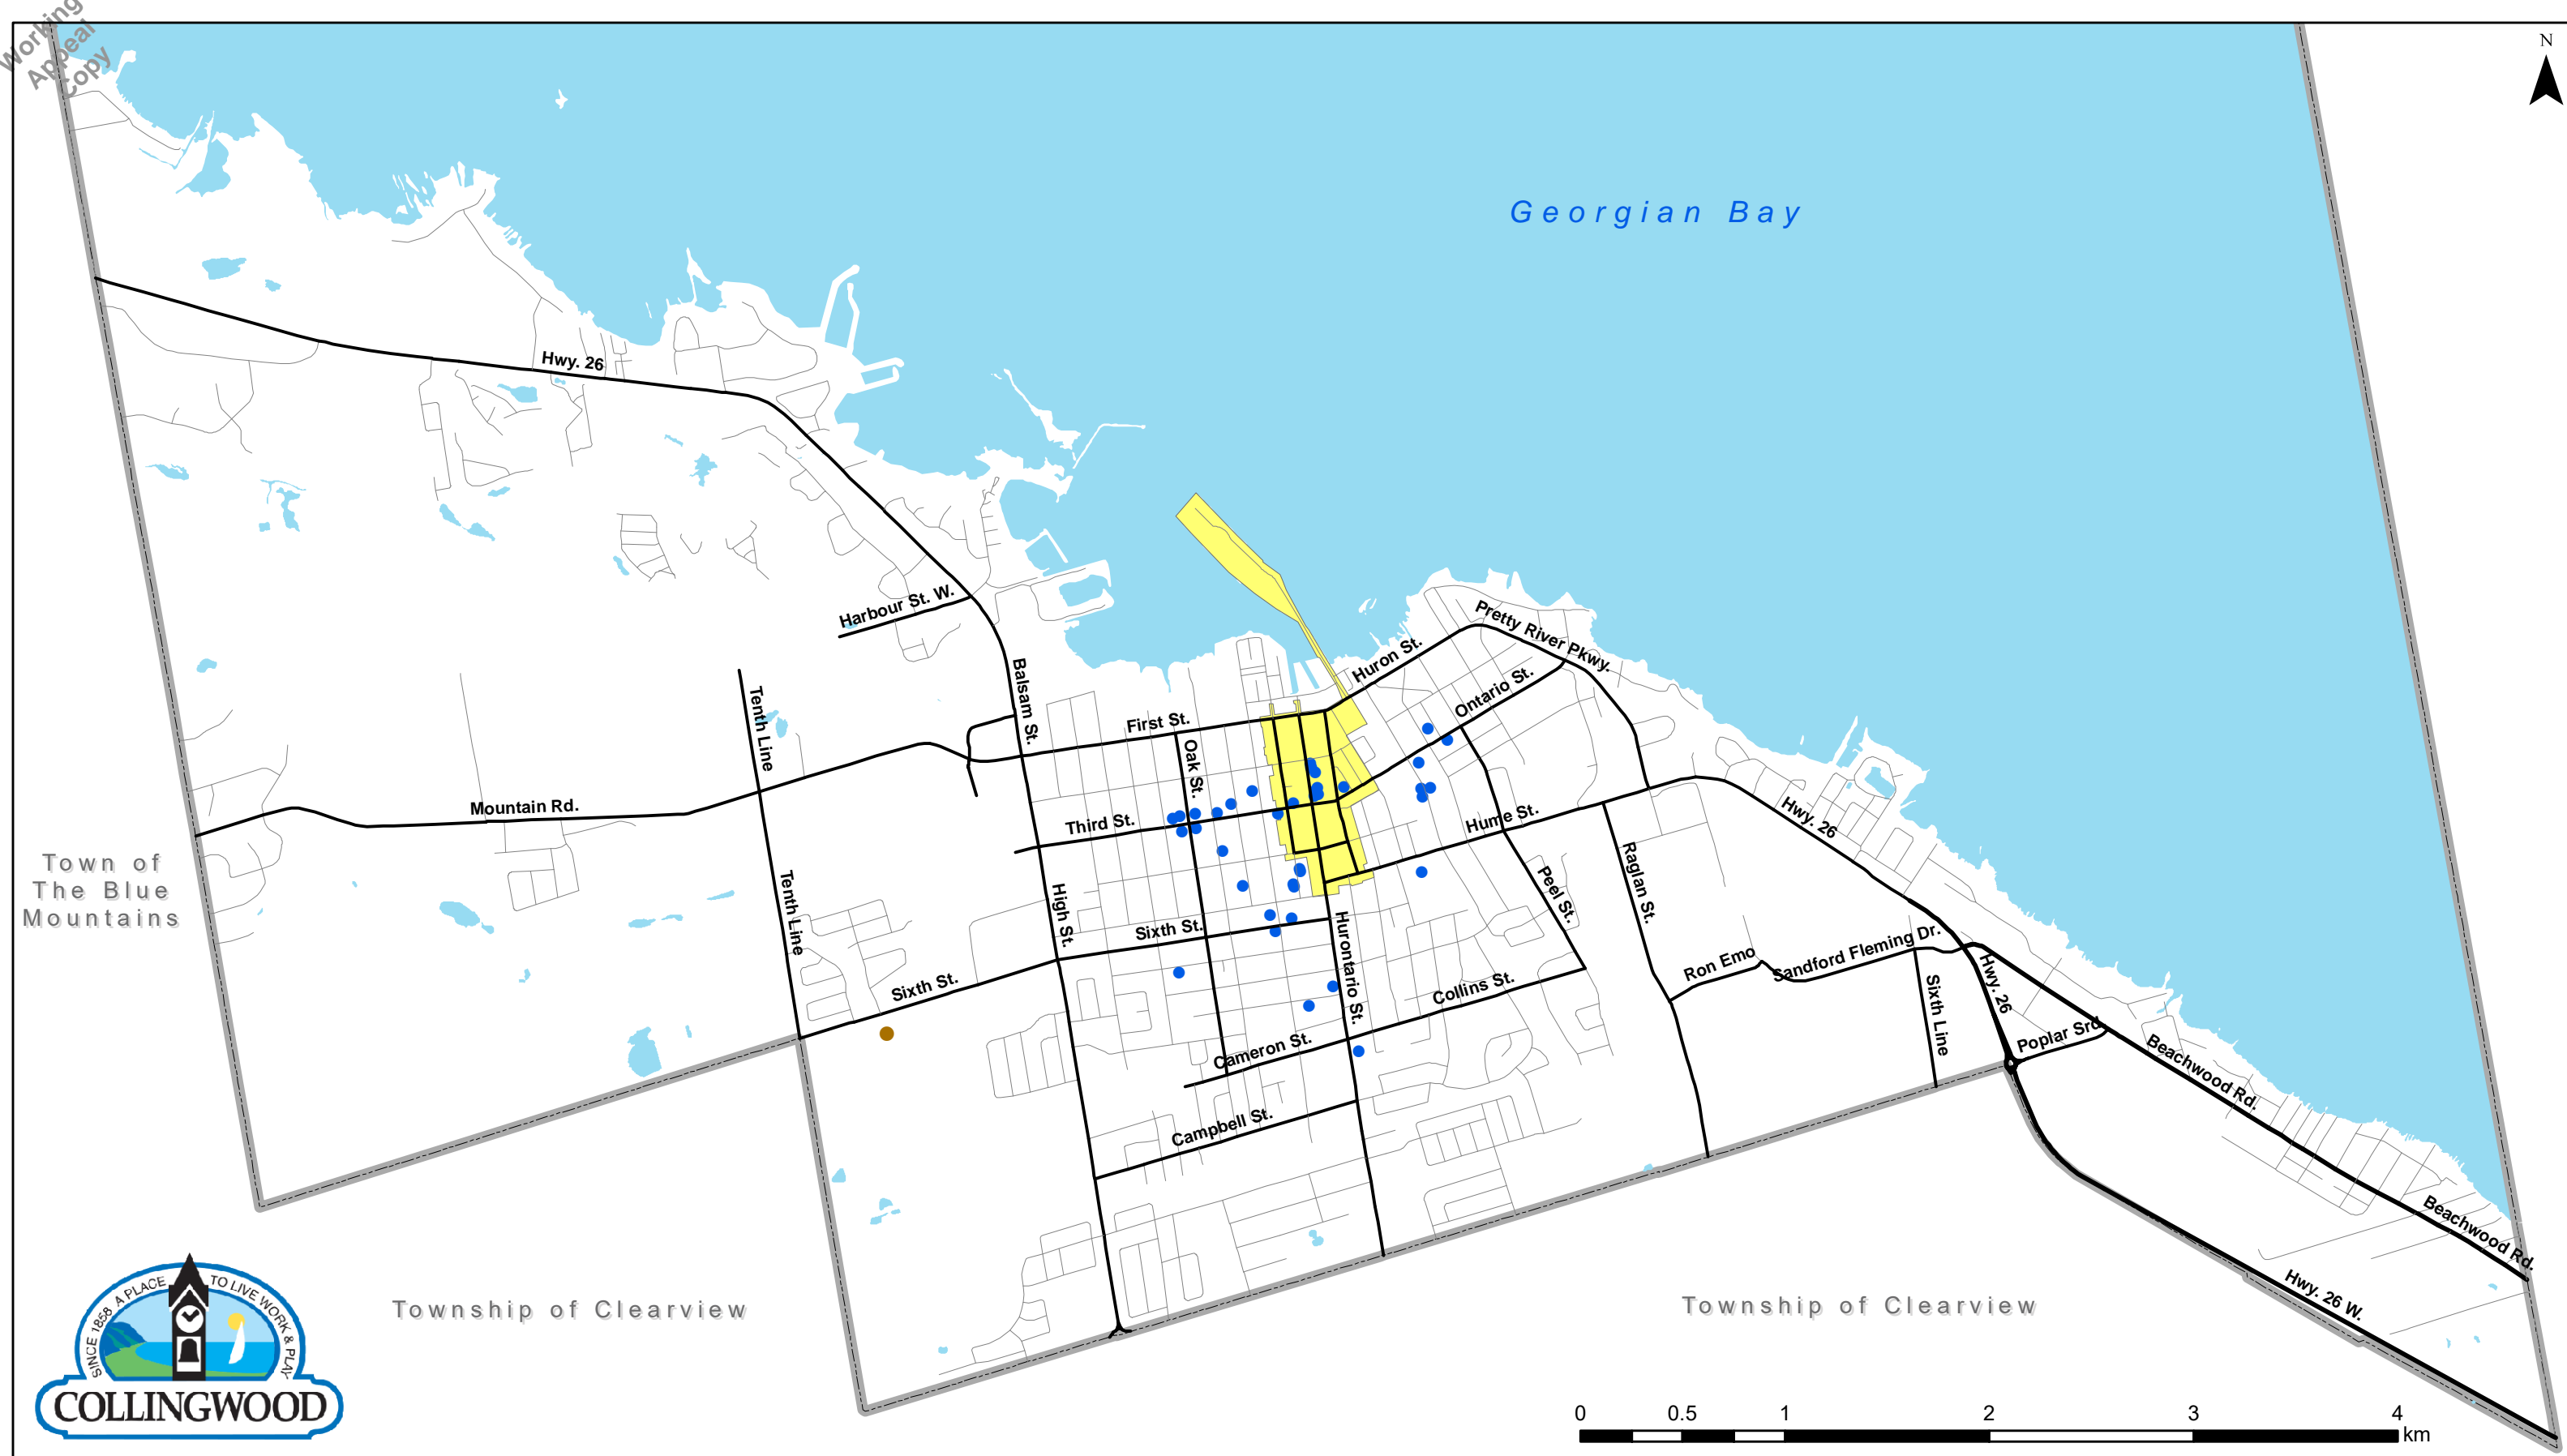 Working
Appeal
Copy
N
Georgian Bay
Hwy. 26
Harbour St. W.
Balsam St.
Huron St.
Pretty River Pkwy.
Ontario St.
Tenth Line
First St.
Oak St.
Mountain Rd.
Third St.
Hume St.
Hwy. 26
Town of
The Blue
Mountains
Tenth Line
High St.
Sixth St.
Sixth St.
Hurontario St.
Peel St.
Raglan St.
Ron Emo
Sandford Fleming Dr.
Collins St.
Cameron St.
Campbell St.
Sixth Line
Hwy. 26
Poplar Srd
Beachwood Rd.
Beachwood Rd.
Hwy. 26 W.
Township of Clearview
Township of Clearview
SINCE 1858 A PLACE TO LIVE WORK & PLAY
COLLINGWOOD
0 0.5 1 2 3 4
km